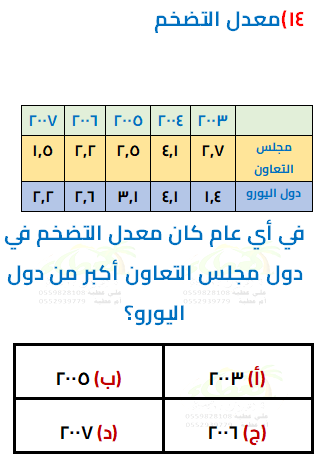 ١٤)معدل التضخم
٢٠٠٣ ٢٠٠٤ ٢٠٠٥ ٢٠٠٦ ٢٠٠٧
مجلس التعاون ٢,٧ ٤,١ ٢,٥ ٢,٢ ١,٥
دول اليورو ١,٤ ٤,١ ٣,١ ٢,٦ ٢,٢
في أي عام كان معدل التضخم في
دول مجلس التعاون أكبر من دول
اليورو؟
(أ) ٢٠٠٣ (ب) ٢٠٠٥
(ج) ٢٠٠٦ (د) ٢٠٠٧